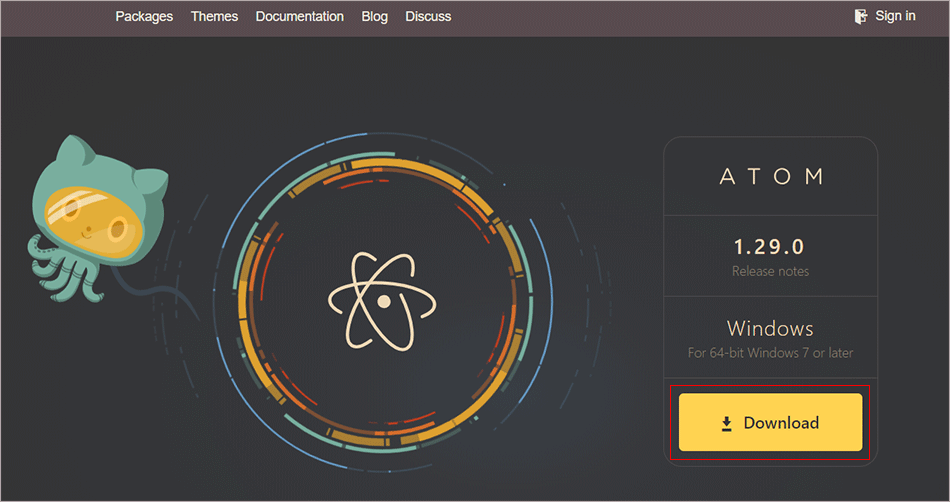 Packages Themes Documentation Blog Discuss Sign in
ATOM
1.29.0
Release notes
Windows
For 64-bit Windows 7 or later
Download